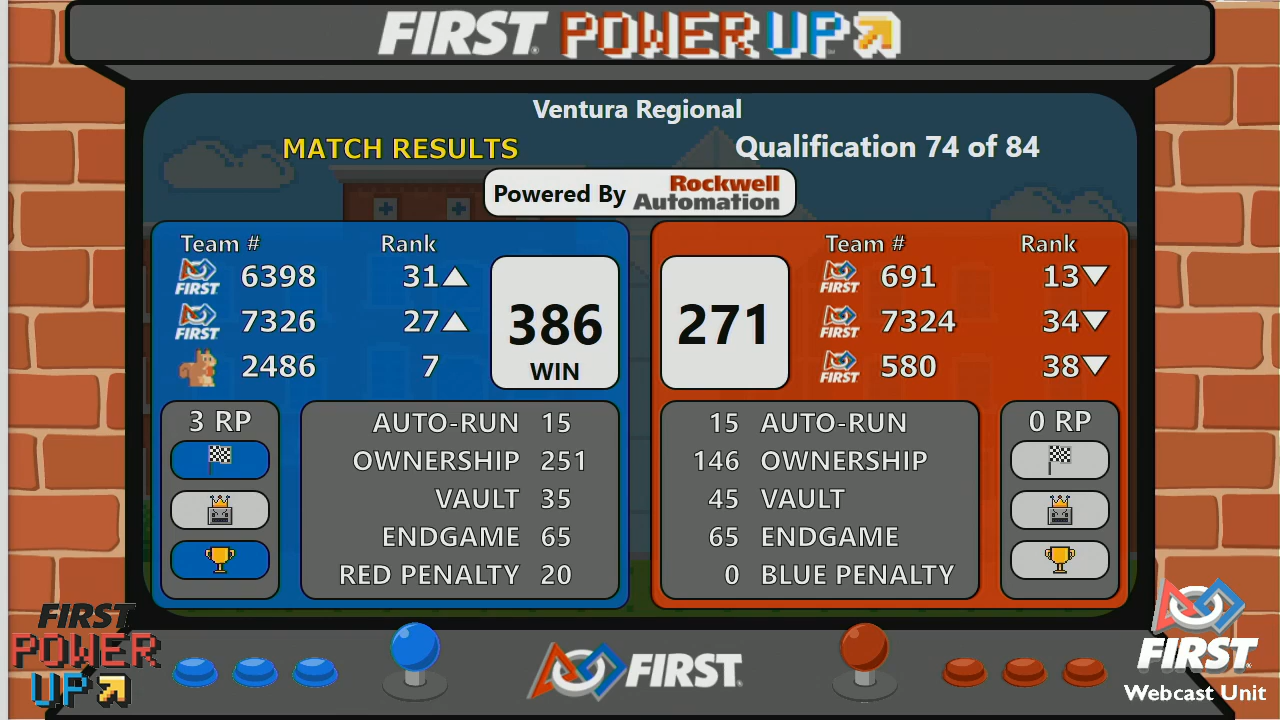 FIRST POWER UP
Ventura Regional
MATCH RESULTS
Qualification 74 of 84
Powered By Rockwell Automation
Team # Rank
FIRST 6398 31
FIRST 7326 27
2486 7
386
WIN
271
Team # Rank
FIRST 691 13
FIRST 7324 34
FIRST 580 38
3 RP
AUTO-RUN 15
OWNERSHIP 251
VAULT 35
ENDGAME 65
RED PENALTY 20
15 AUTO-RUN
146 OWNERSHIP
45 VAULT
65 ENDGAME
0 BLUE PENALTY
0 RP
FIRST
POWER
UP
FIRST
FIRST
Webcast Unit